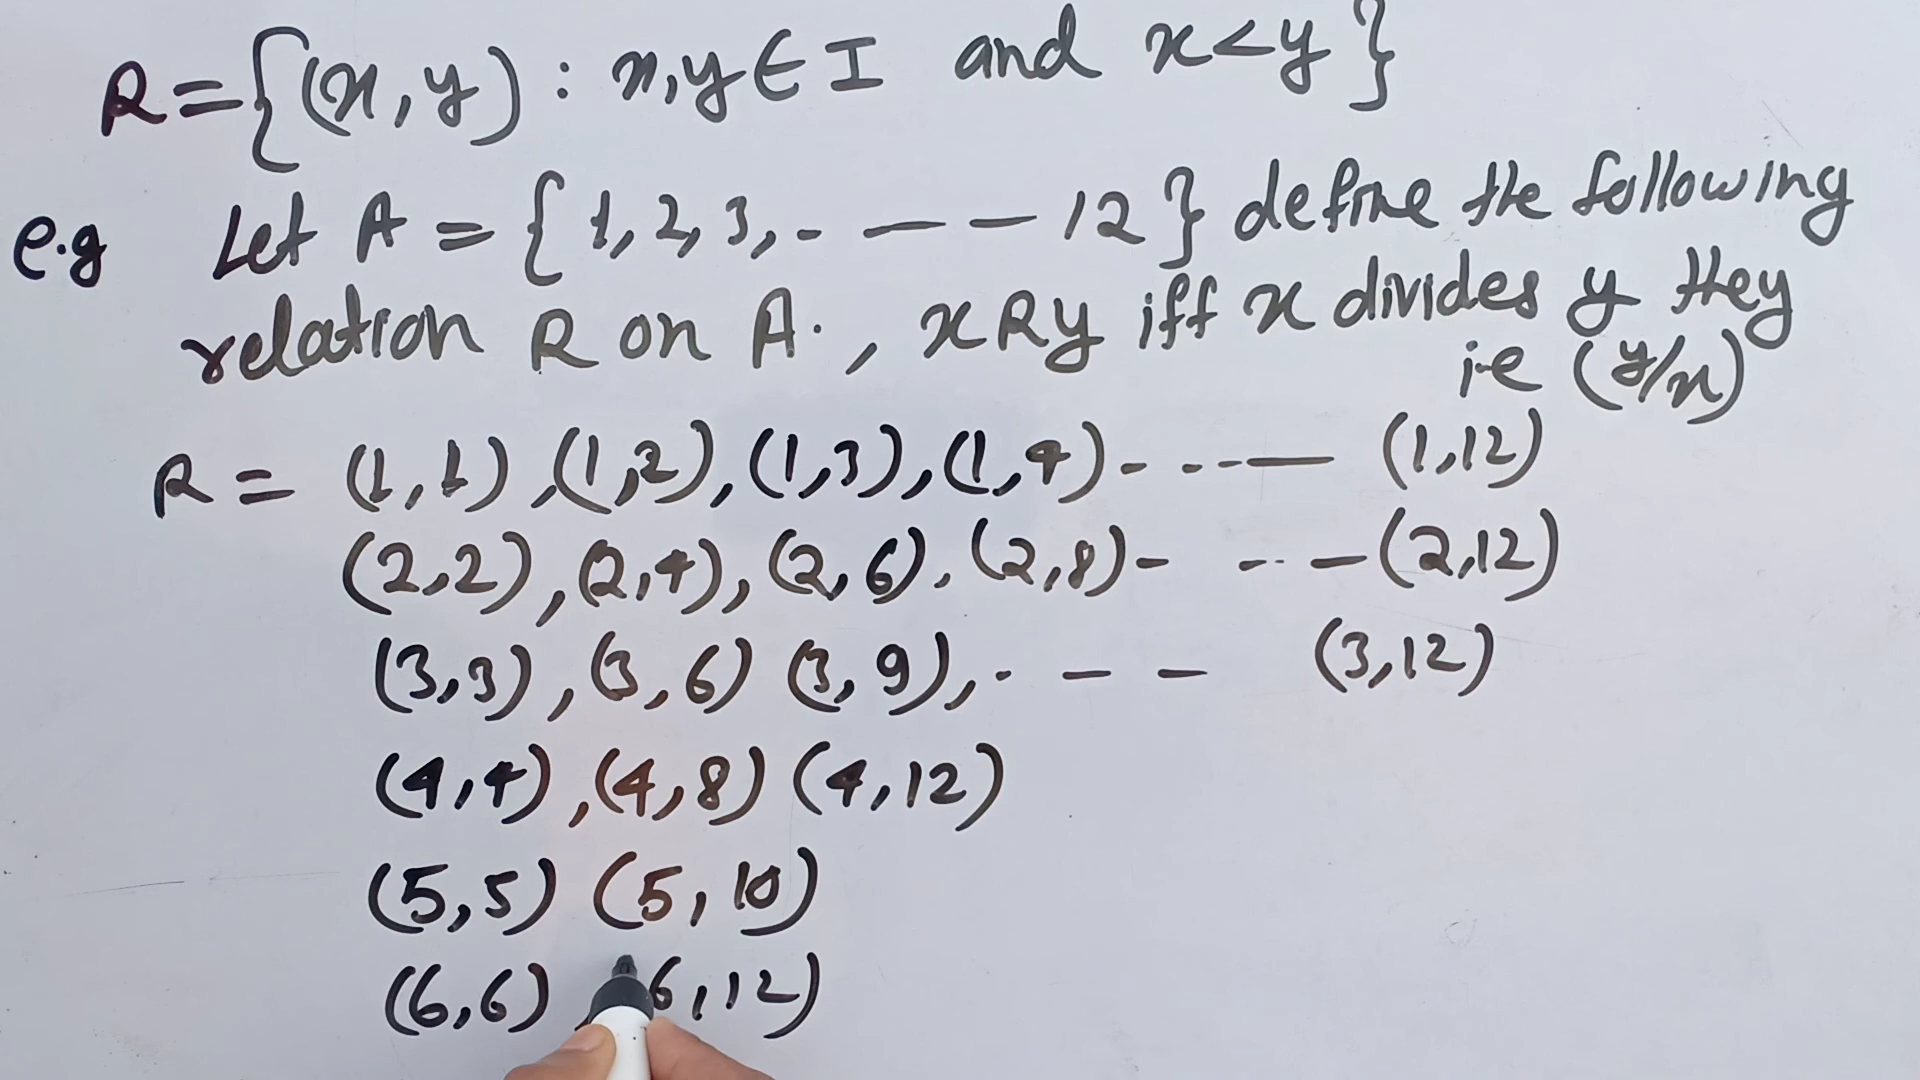 R={(x,y) : x,y∈I and x<y}
e.g Let A = {1,2,3,. — — 12} define the following
relation R on A. , xRy iff x divides y they
i.e (y/x)
R = (1,1),(1,2),(1,3),(1,4)- - - — (1,12)
(2,2),(2,4),(2,6),(2,8)- - - —(2,12)
(3,3),(3,6) (3,9),. - - (3,12)
(4,4),(4,8) (4,12)
(5,5) (5,10)
(6,6) 6,12)